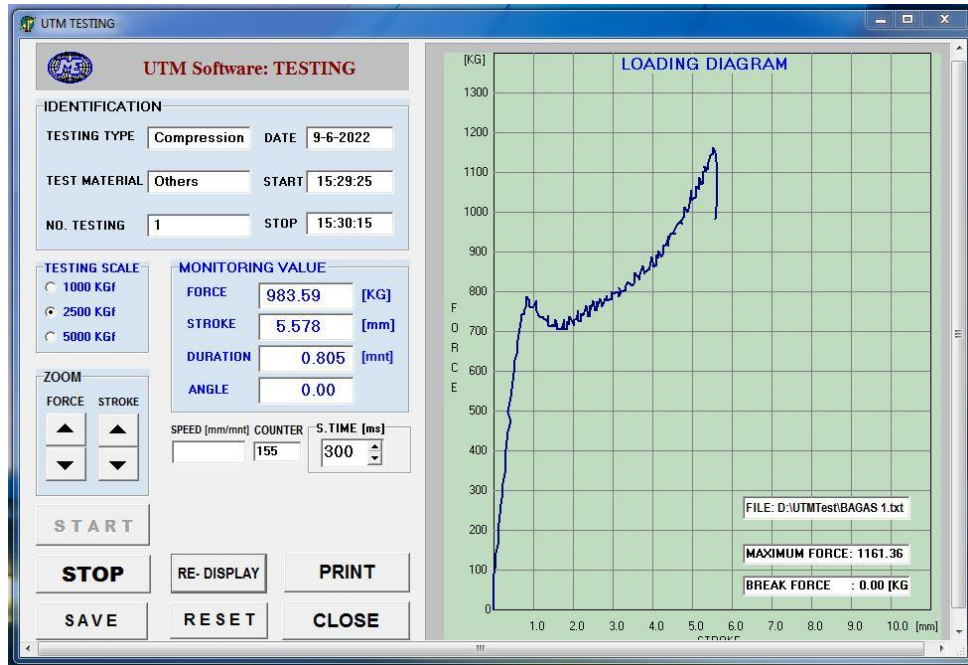 UTM TESTING
UTM Software: TESTING
IDENTIFICATION
TESTING TYPE Compression DATE 9-6-2022
TEST MATERIAL Others START 15:29:25
NO. TESTING 1 STOP 15:30:15
TESTING SCALE
1000 KGf
2500 KGf
5000 KGf
MONITORING VALUE
FORCE 983.59 [KG]
STROKE 5.578 [mm]
DURATION 0.805 [mnt]
ANGLE 0.00
ZOOM
FORCE STROKE
SPEED [mm/mnt] COUNTER S.TIME [ms]
155 300
START
STOP RE- DISPLAY PRINT
SAVE RESET CLOSE
[KG] LOADING DIAGRAM
1300
1200
1100
1000
900
800
700
600
500
400
300
200
100
0
FORCE
FILE: D:\UTMTest\BAGAS 1.txt
MAXIMUM FORCE: 1161.36
BREAK FORCE : 0.00 [KG
1.0 2.0 3.0 4.0 5.0 6.0 7.0 8.0 9.0 10.0 [mm]
STROKE